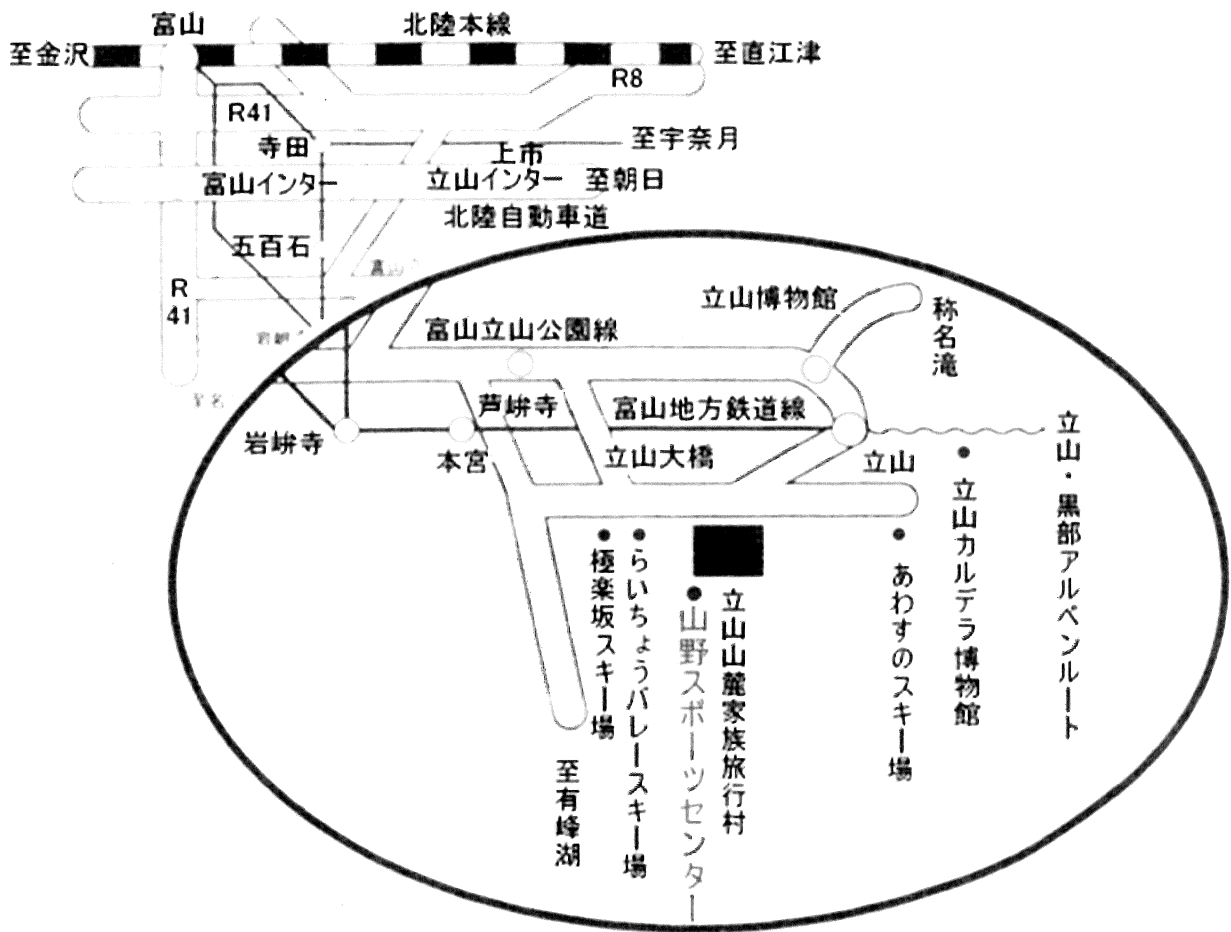 富山
北陸本線
至金沢
至直江津
R8
R41
寺田
至宇奈月
上市
富山インター
立山インター
至朝日
北陸自動車道
五百石
R
41
立山博物館
称名滝
富山立山公園線
芦峅寺
富山地方鉄道線
岩峅寺
本宮
立山大橋
立山
立山・黒部アルペンルート
立山カルデラ博物館
あわすのスキー場
立山山麓家族旅行村
山野スポーツセンター
らいちょうバレースキー場
極楽坂スキー場
至有峰湖